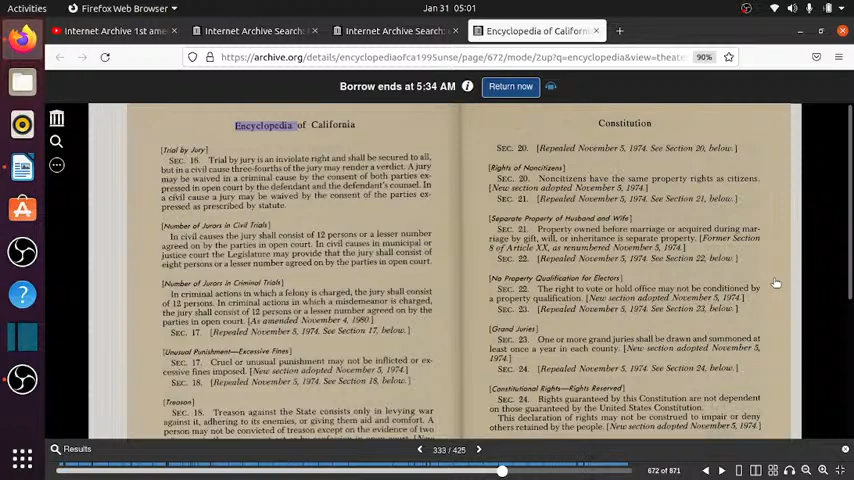 Activities
Firefox Web Browser
Jan 31 05:01
Internet Archive 1st ame
Internet Archive Search:
Internet Archive Search:
Encyclopedia of Californi
https://archive.org/details/encyclopediaofca1995unse/page/672/mode/2up?q=encyclopedia&view=theate
90%
Borrow ends at 5:34 AM
Return now
Encyclopedia of California
[Trial by Jury]
SEC. 16. Trial by jury is an inviolate right and shall be secured to all,
but in a civil cause three-fourths of the jury may render a verdict. A jury
may be waived in a criminal cause by the consent of both parties ex-
pressed in open court by the defendant and the defendant's counsel. In
a civil cause a jury may be waived by the consent of the parties ex-
pressed as prescribed by statute.
[Number of Jurors in Civil Trials]
In civil causes the jury shall consist of 12 persons or a lesser number
agreed on by the parties in open court. In civil causes in municipal or
justice court the Legislature may provide that the jury shall consist of
eight persons or a lesser number agreed on by the parties in open court.
[Number of Jurors in Criminal Trials]
In criminal actions in which a felony is charged, the jury shall consist
of 12 persons. In criminal actions in which a misdemeanor is charged,
the jury shall consist of 12 persons or a lesser number agreed on by the
parties in open court. [As amended November 4, 1980.]
SEC. 17. [Repealed November 5, 1974. See Section 17, below.]
[Unusual Punishment—Excessive Fines]
SEC. 17. Cruel or unusual punishment may not be inflicted or ex-
cessive fines imposed. [New section adopted November 5, 1974.]
SEC. 18. [Repealed November 5, 1974. See Section 18, below.]
[Treason]
SEC. 18. Treason against the State consists only in levying war
against it, adhering to its enemies, or giving them aid and comfort. A
person may not be convicted of treason except on the evidence of two
Constitution
SEC. 20. [Repealed November 5, 1974. See Section 20, below.]
[Rights of Noncitizens]
SEC. 20. Noncitizens have the same property rights as citizens.
[New section adopted November 5, 1974.]
SEC. 21. [Repealed November 5, 1974. See Section 21, below.]
[Separate Property of Husband and Wife]
SEC. 21. Property owned before marriage or acquired during mar-
riage by gift, will, or inheritance is separate property. [Former Section
8 of Article XX, as renumbered November 5, 1974.]
SEC. 22. [Repealed November 5, 1974. See Section 22, below.]
[No Property Qualification for Electors]
SEC. 22. The right to vote or hold office may not be conditioned by
a property qualification. [New section adopted November 5, 1974.]
SEC. 23. [Repealed November 5, 1974. See Section 23, below.]
[Grand Juries]
SEC. 23. One or more grand juries shall be drawn and summoned at
least once a year in each county. [New section adopted November 5,
1974.]
SEC. 24. [Repealed November 5, 1974. See Section 24, below.]
[Constitutional Rights—Rights Reserved]
SEC. 24. Rights guaranteed by this Constitution are not dependent
on those guaranteed by the United States Constitution.
This declaration of rights may not be construed to impair or deny
others retained by the people. [New section adopted November 5, 1974.]
Results
333 / 425
672 of 871